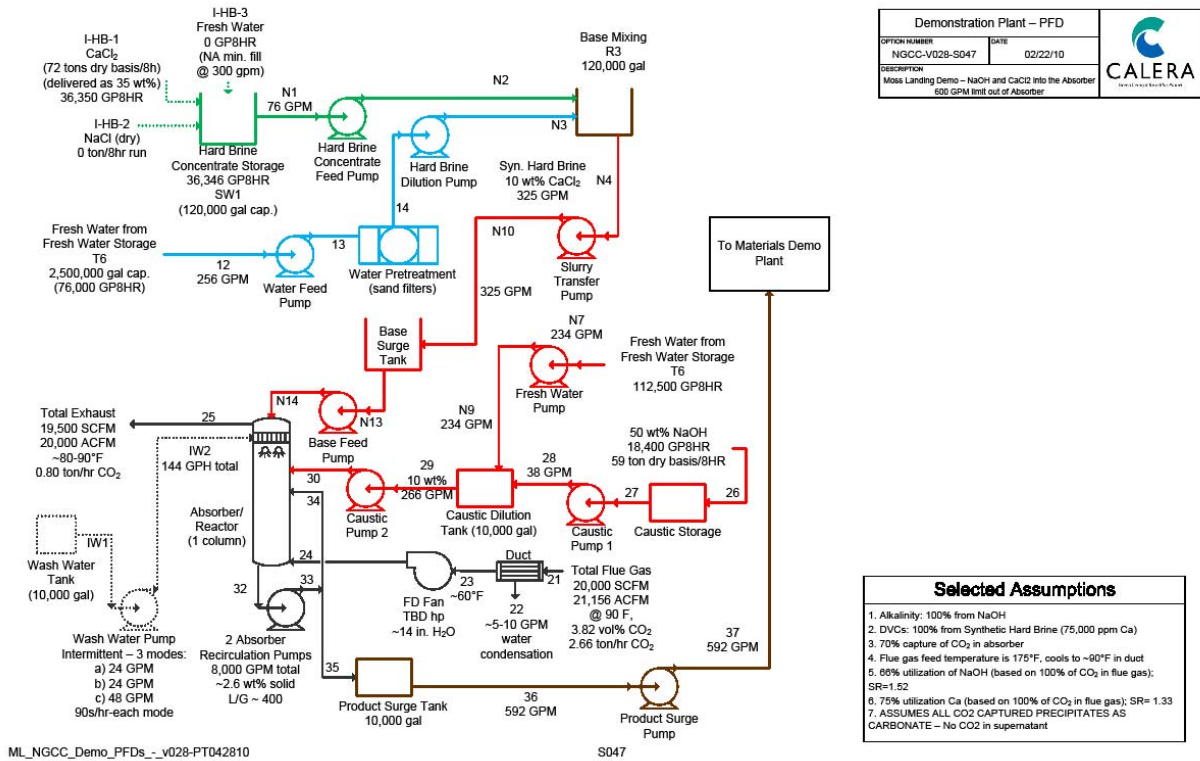 Demonstration Plant – PFD
OPTION NUMBER
NGCC-V028-S047
DATE
02/22/10
DESCRIPTION
Moss Landing Demo – NaOH and CaCl2 into the Absorber
600 GPM limit out of Absorber
CALERA
I-HB-1
CaCl₂
(72 tons dry basis/8h)
(delivered as 35 wt%)
36,350 GP8HR
I-HB-3
Fresh Water
0 GP8HR
(NA min. fill
@ 300 gpm)
I-HB-2
NaCl (dry)
0 ton/8hr run
N1
76 GPM
N2
Base Mixing
R3
120,000 gal
N3
Hard Brine
Concentrate Storage
36,346 GP8HR
SW1
(120,000 gal cap.)
Hard Brine
Concentrate
Feed Pump
Hard Brine
Dilution Pump
Syn. Hard Brine
10 wt% CaCl₂
325 GPM
N4
14
Fresh Water from
Fresh Water Storage
T6
2,500,000 gal cap.
(76,000 GP8HR)
12
256 GPM
13
Water Feed
Pump
Water Pretreatment
(sand filters)
N10
Slurry
Transfer
Pump
325 GPM
To Materials Demo
Plant
Base
Surge
Tank
N7
234 GPM
Fresh Water from
Fresh Water Storage
T6
112,500 GP8HR
Fresh Water
Pump
N14
N13
Base Feed
Pump
N9
234 GPM
Total Exhaust
19,500 SCFM
20,000 ACFM
~80-90°F
0.80 ton/hr CO₂
25
IW2
144 GPH total
50 wt% NaOH
18,400 GP8HR
59 ton dry basis/8HR
30
34
29
10 wt%
266 GPM
28
38 GPM
27
26
Caustic
Pump 2
Caustic Dilution
Tank (10,000 gal)
Caustic
Pump 1
Caustic Storage
Absorber/
Reactor
(1 column)
IW1
Wash Water
Tank
(10,000 gal)
24
FD Fan
TBD hp
~14 in. H₂O
23
~60°F
Duct
21
22
~5-10 GPM
water
condensation
Total Flue Gas
20,000 SCFM
21,156 ACFM
@ 90 F,
3.82 vol% CO₂
2.66 ton/hr CO₂
32
33
Wash Water Pump
Intermittent – 3 modes:
a) 24 GPM
b) 24 GPM
c) 48 GPM
90s/hr-each mode
2 Absorber
Recirculation Pumps
8,000 GPM total
~2.6 wt% solid
L/G ~ 400
35
Product Surge Tank
10,000 gal
36
592 GPM
Product Surge
Pump
37
592 GPM
Selected Assumptions
1. Alkalinity: 100% from NaOH
2. DVCs: 100% from Synthetic Hard Brine (75,000 ppm Ca)
3. 70% capture of CO₂ in absorber
4. Flue gas feed temperature is 175°F, cools to ~90°F in duct
5. 66% utilization of NaOH (based on 100% of CO₂ in flue gas);
SR=1.52
6. 75% utilization Ca (based on 100% of CO₂ in flue gas); SR= 1.33
7. ASSUMES ALL CO2 CAPTURED PRECIPITATES AS
CARBONATE – No CO2 in supernatant
ML_NGCC_Demo_PFDs_-_v028-PT042810
S047